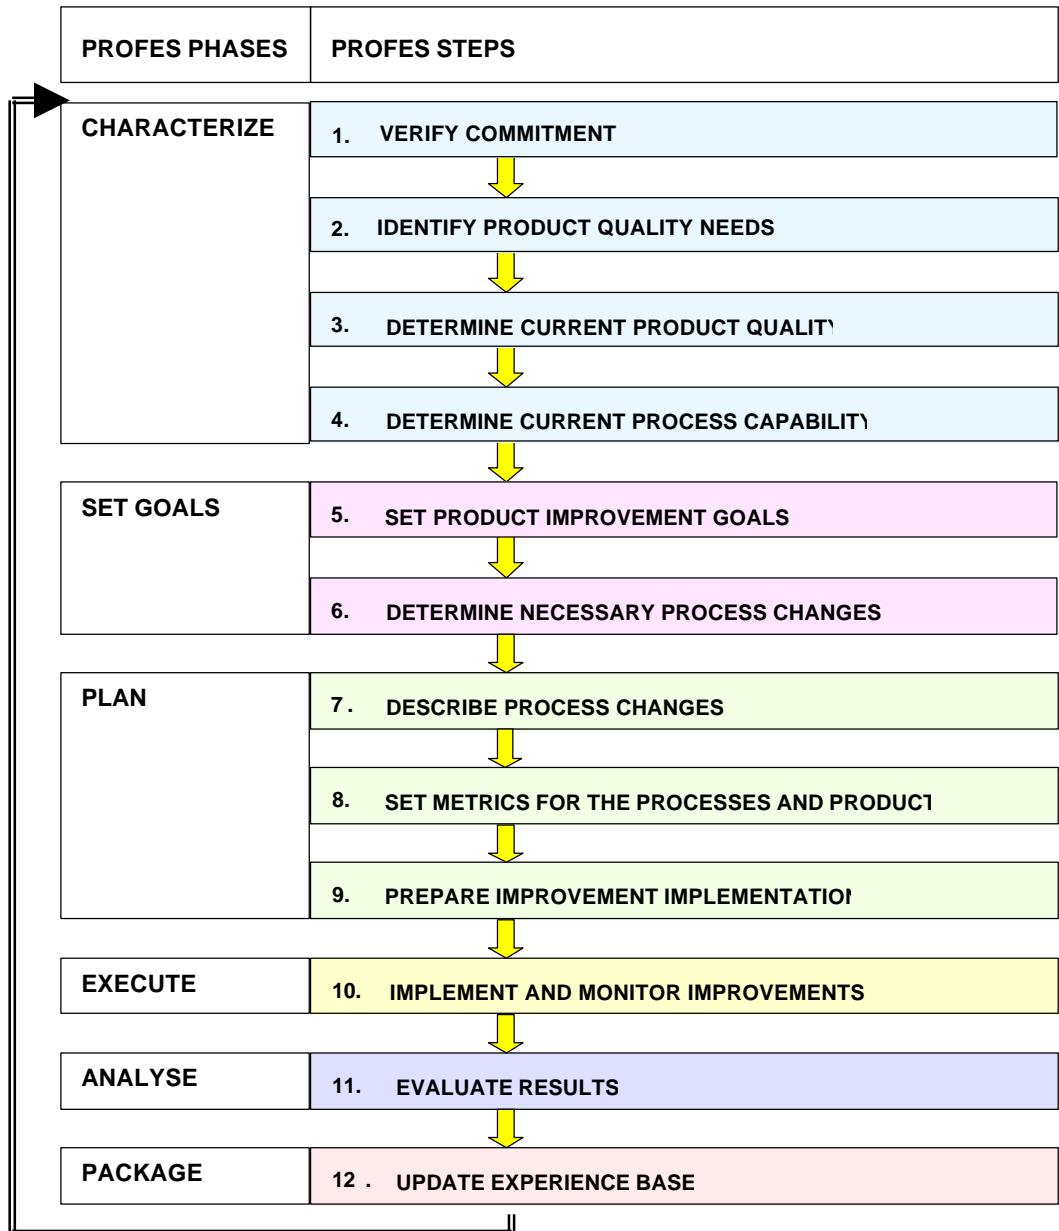 PROFES PHASES PROFES STEPS
CHARACTERIZE
1. VERIFY COMMITMENT
2. IDENTIFY PRODUCT QUALITY NEEDS
3. DETERMINE CURRENT PRODUCT QUALITY
4. DETERMINE CURRENT PROCESS CAPABILITY
SET GOALS
5. SET PRODUCT IMPROVEMENT GOALS
6. DETERMINE NECESSARY PROCESS CHANGES
PLAN
7 . DESCRIBE PROCESS CHANGES
8. SET METRICS FOR THE PROCESSES AND PRODUCT
9. PREPARE IMPROVEMENT IMPLEMENTATION
EXECUTE
10. IMPLEMENT AND MONITOR IMPROVEMENTS
ANALYSE
11. EVALUATE RESULTS
PACKAGE
12 . UPDATE EXPERIENCE BASE